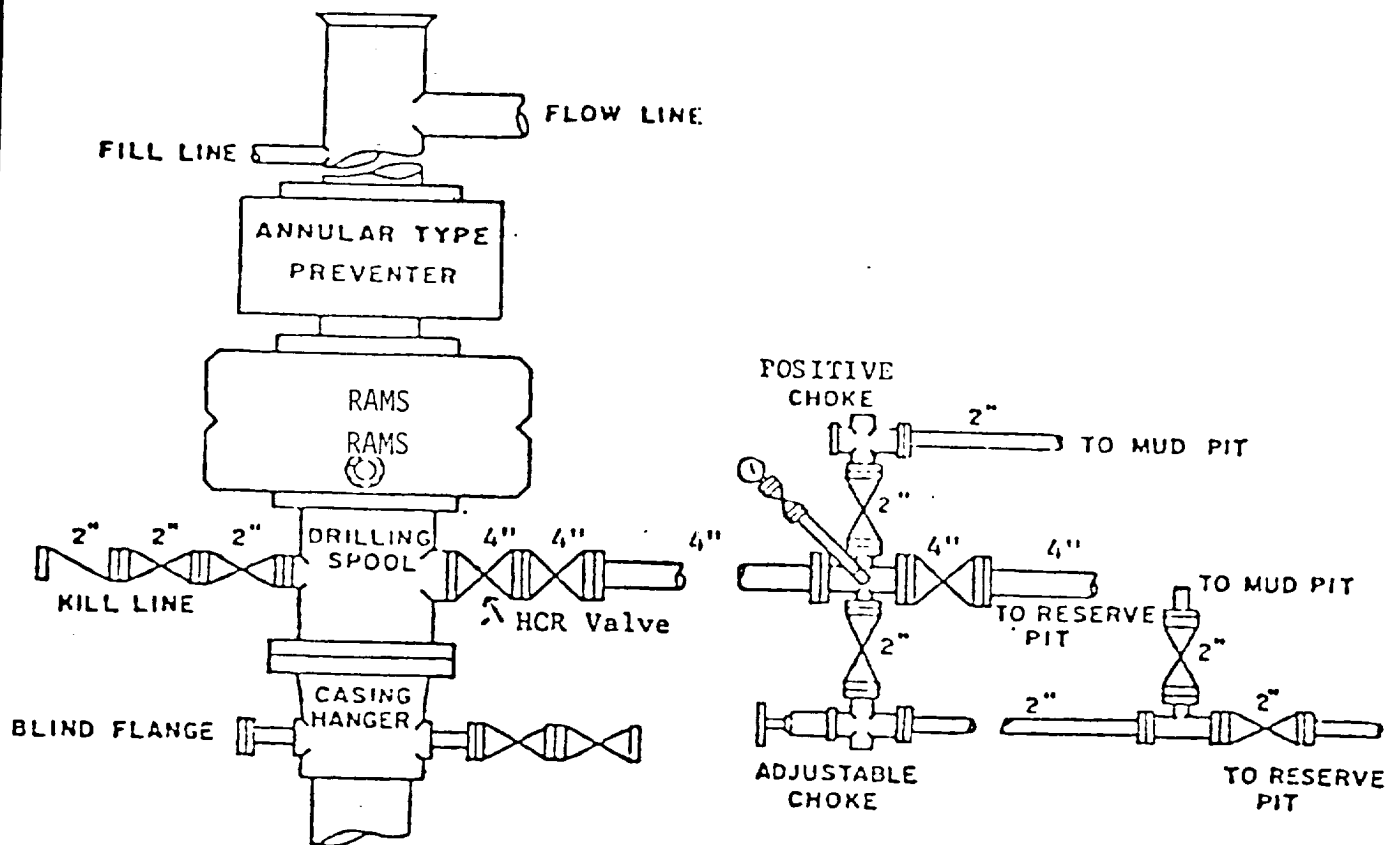 FLOW LINE
FILL LINE
ANNULAR TYPE
PREVENTER
RAMS
RAMS
POSITIVE
CHOKE
2"
TO MUD PIT
2"
2" 2" 2"
DRILLING
SPOOL
4" 4" 4"
4" 4"
KILL LINE
HCR Valve
TO RESERVE
PIT
TO MUD PIT
2"
2"
CASING
HANGER
BLIND FLANGE
2" 2"
ADJUSTABLE
CHOKE
TO RESERVE
PIT